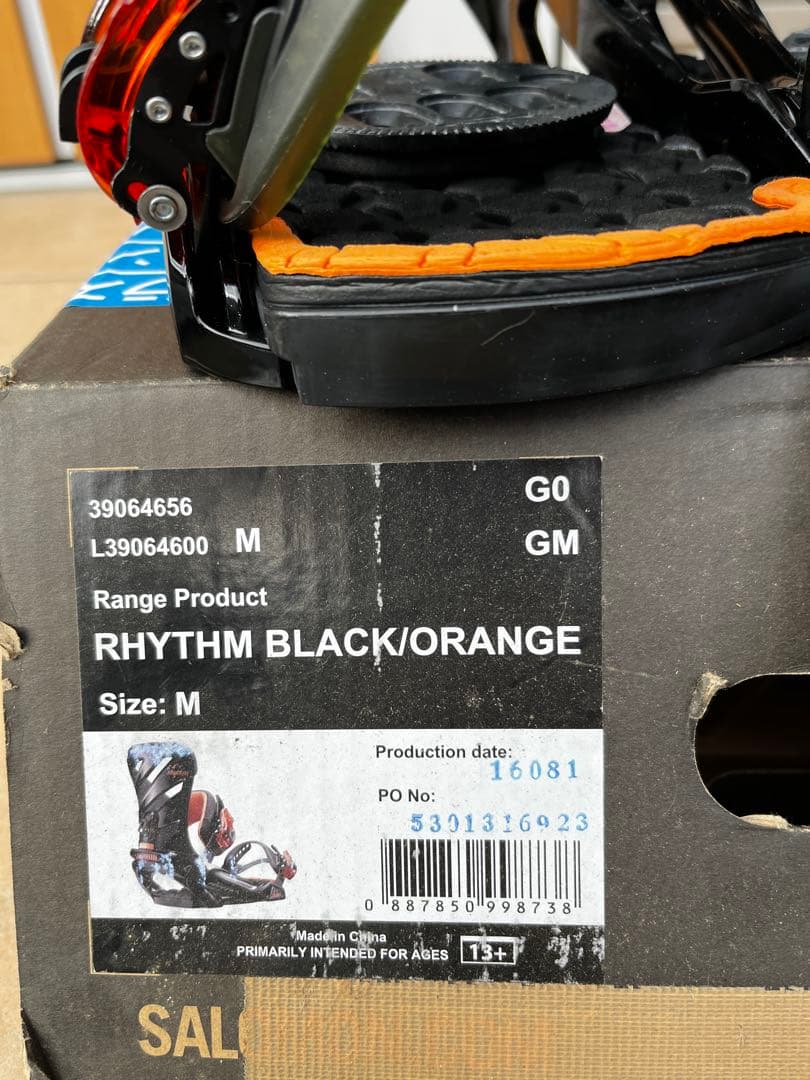 39064656
G0
L39064600 M
GM
Range Product
RHYTHM BLACK/ORANGE
Size: M
Production date:
16081
PO No:
5301316923
0 887850 998738
Made in China
PRIMARILY INTENDED FOR AGES 13+